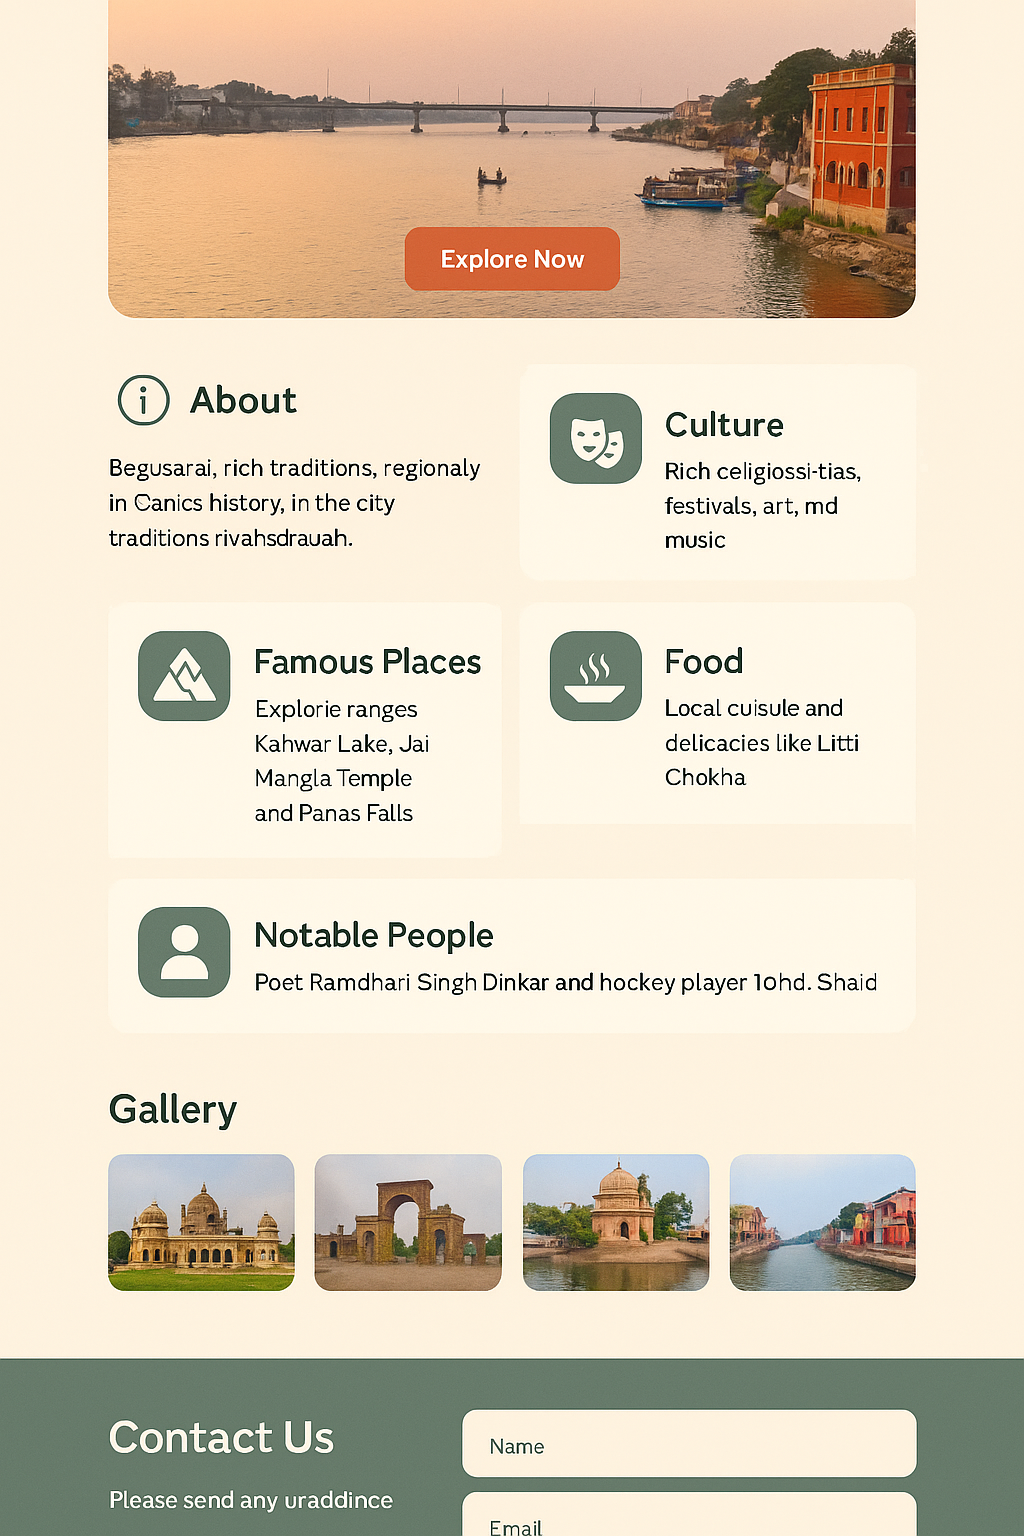 Explore Now
About
Begusarai, rich traditions, regionaly
in Canics history, in the city
traditions rivahsdrauah.
Culture
Rich celigiossi-tias,
festivals, art, md
music
Famous Places
Explorie ranges
Kahwar Lake, Jai
Mangla Temple
and Panas Falls
Food
Local cuisule and
delicacies like Litti
Chokha
Notable People
Poet Ramdhari Singh Dinkar and hockey player 10hd. Shaid
Gallery
Contact Us
Please send any uraddince
Name
Email